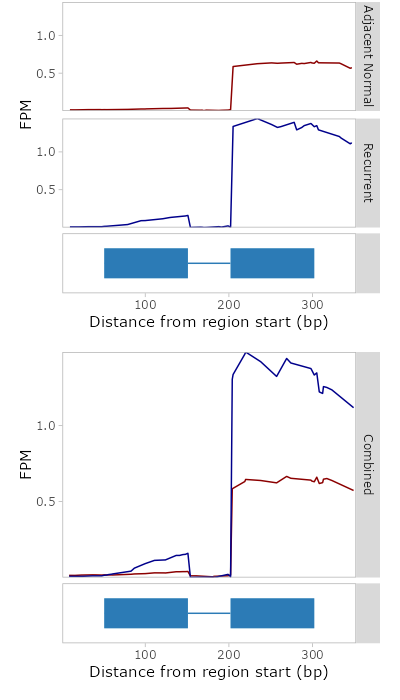 1.0
0.5
Adjacent Normal
FPM
1.0
0.5
Recurrent
100 200 300
Distance from region start (bp)
1.0
0.5
FPM
Combined
100 200 300
Distance from region start (bp)